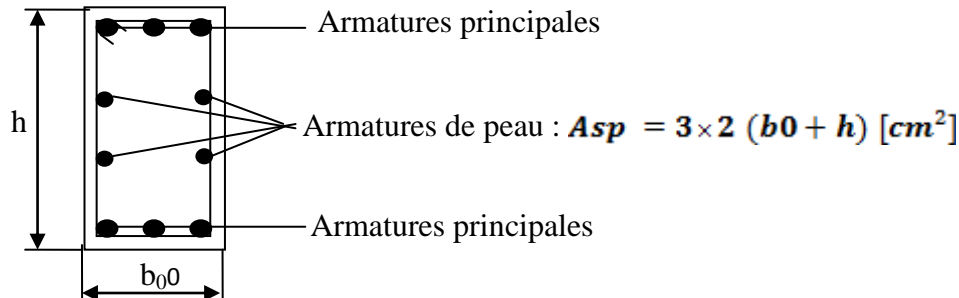 Armatures principales
h
Armatures de peau : Asp = 3×2 (b0 + h) [cm²]
Armatures principales
b₀0